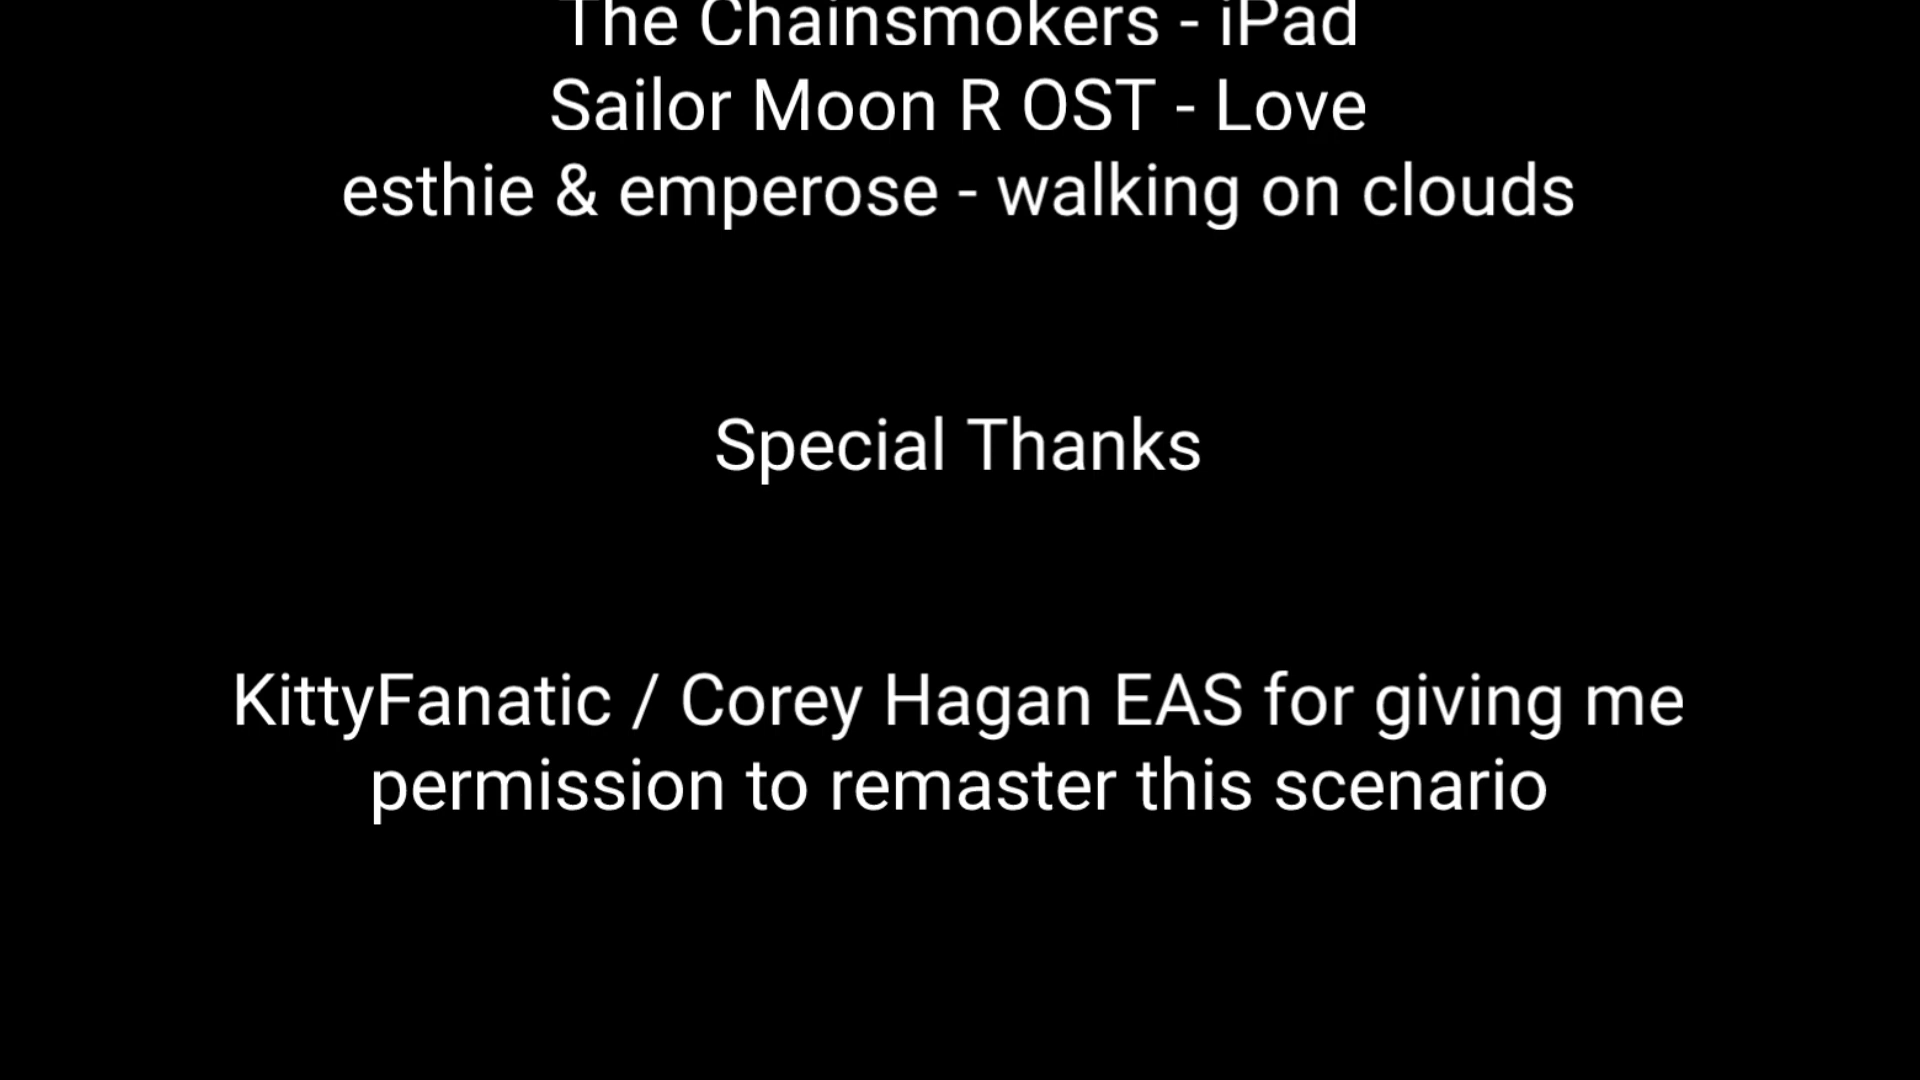 The Chainsmokers - iPad
Sailor Moon R OST - Love
esthie & emperose - walking on clouds
Special Thanks
KittyFanatic / Corey Hagan EAS for giving me
permission to remaster this scenario